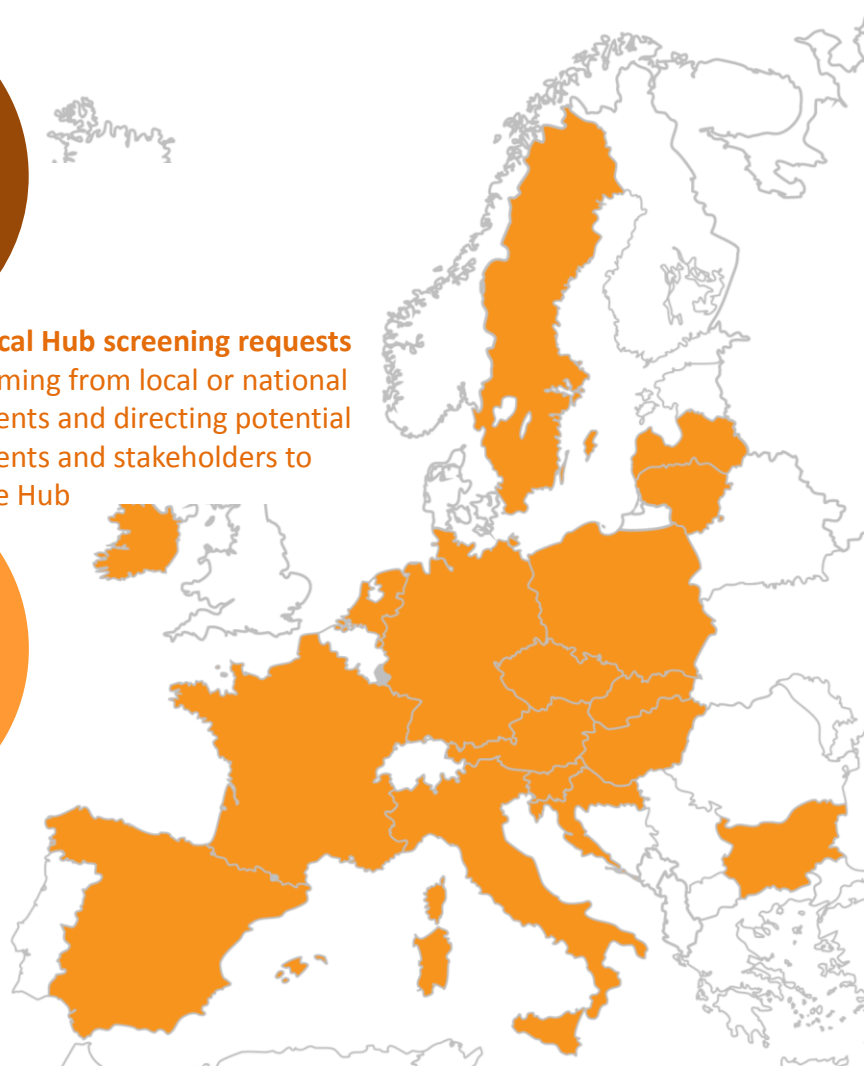 cal Hub screening requests
ming from local or national
ents and directing potential
ents and stakeholders to
e Hub